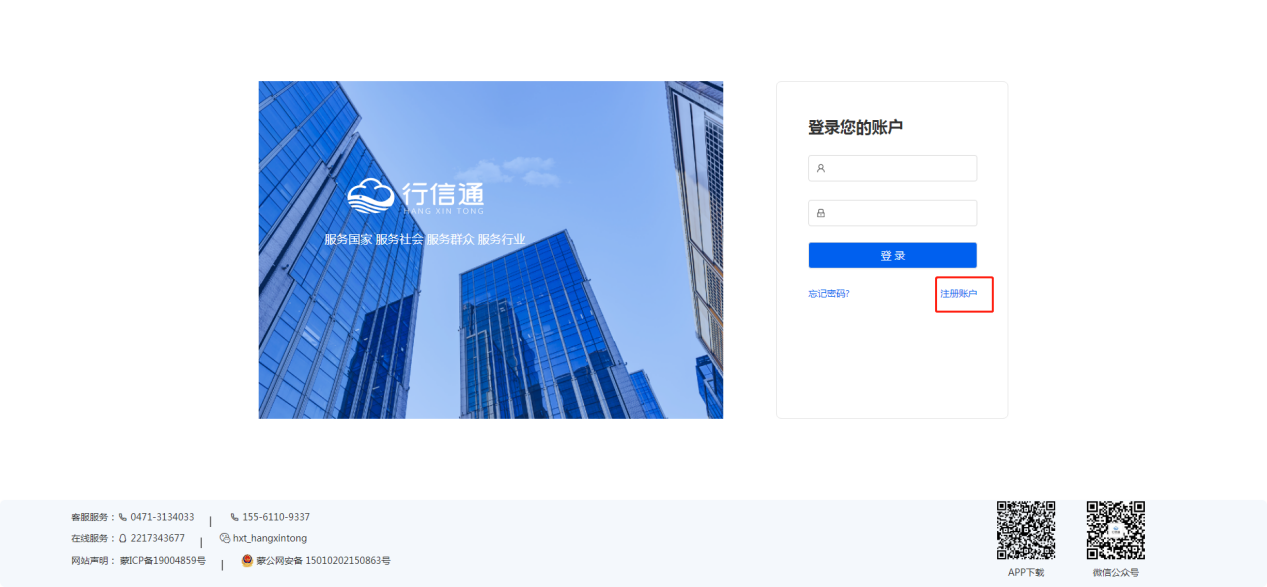 行信通
HANG XIN TONG
服务国家 服务社会 服务群众 服务行业
登录您的账户
登 录
忘记密码?
注册账户
客服服务： 0471-3134033 | 155-6110-9337
在线服务： 2217343677 | hxt_hangxintong
网站声明： 蒙ICP备19004859号 | 蒙公网安备 15010202150863号
APP下载
微信公众号